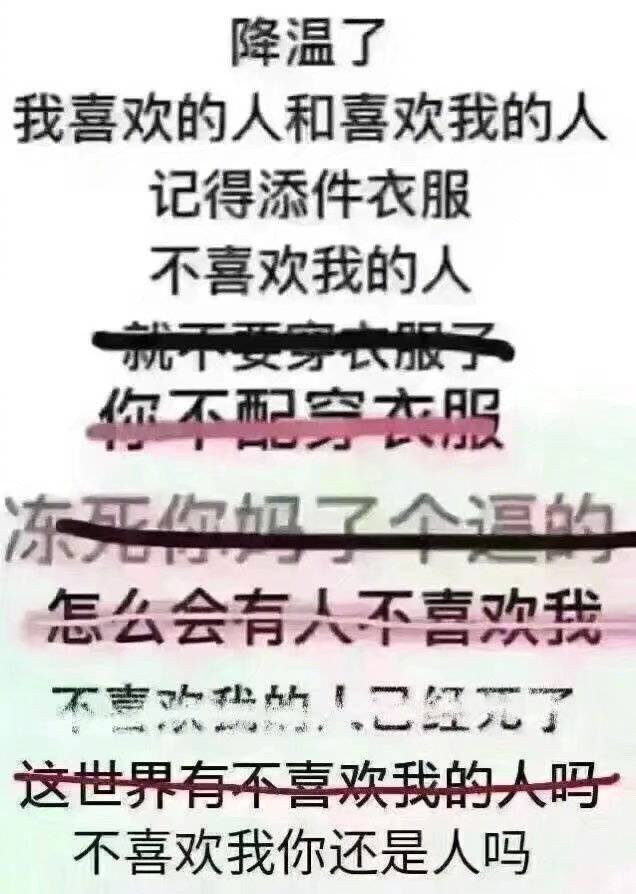 降温了
我喜欢的人和喜欢我的人
记得添件衣服
不喜欢我的人
就不要穿衣服了
你不配穿衣服
冻死你妈了个逼的
怎么会有人不喜欢我
不喜欢我的人已经死了
这世界有不喜欢我的人吗
不喜欢我你还是人吗